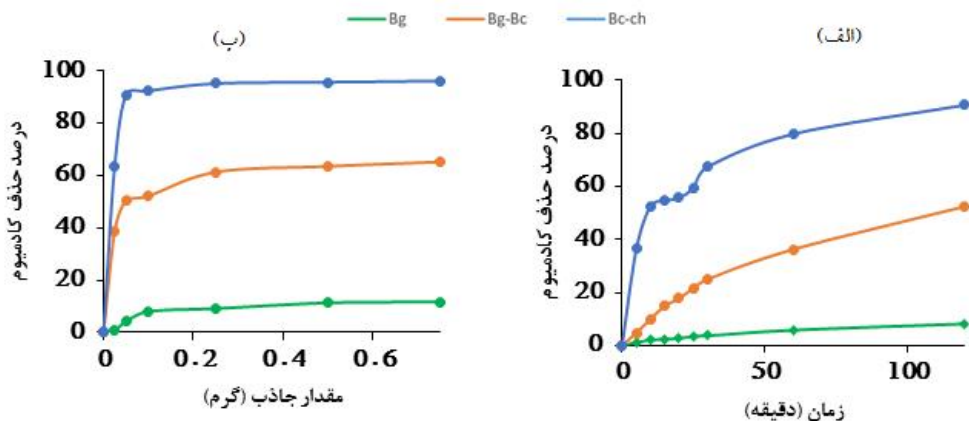 Bg Bg-Bc Bc-ch
(الف)
درصد حذف کادمیوم
100
80
60
40
20
0
0 50 100
زمان (دقیقه)
(ب)
درصد حذف کادمیوم
100
80
60
40
20
0
0 0.2 0.4 0.6
مقدار جاذب (گرم)